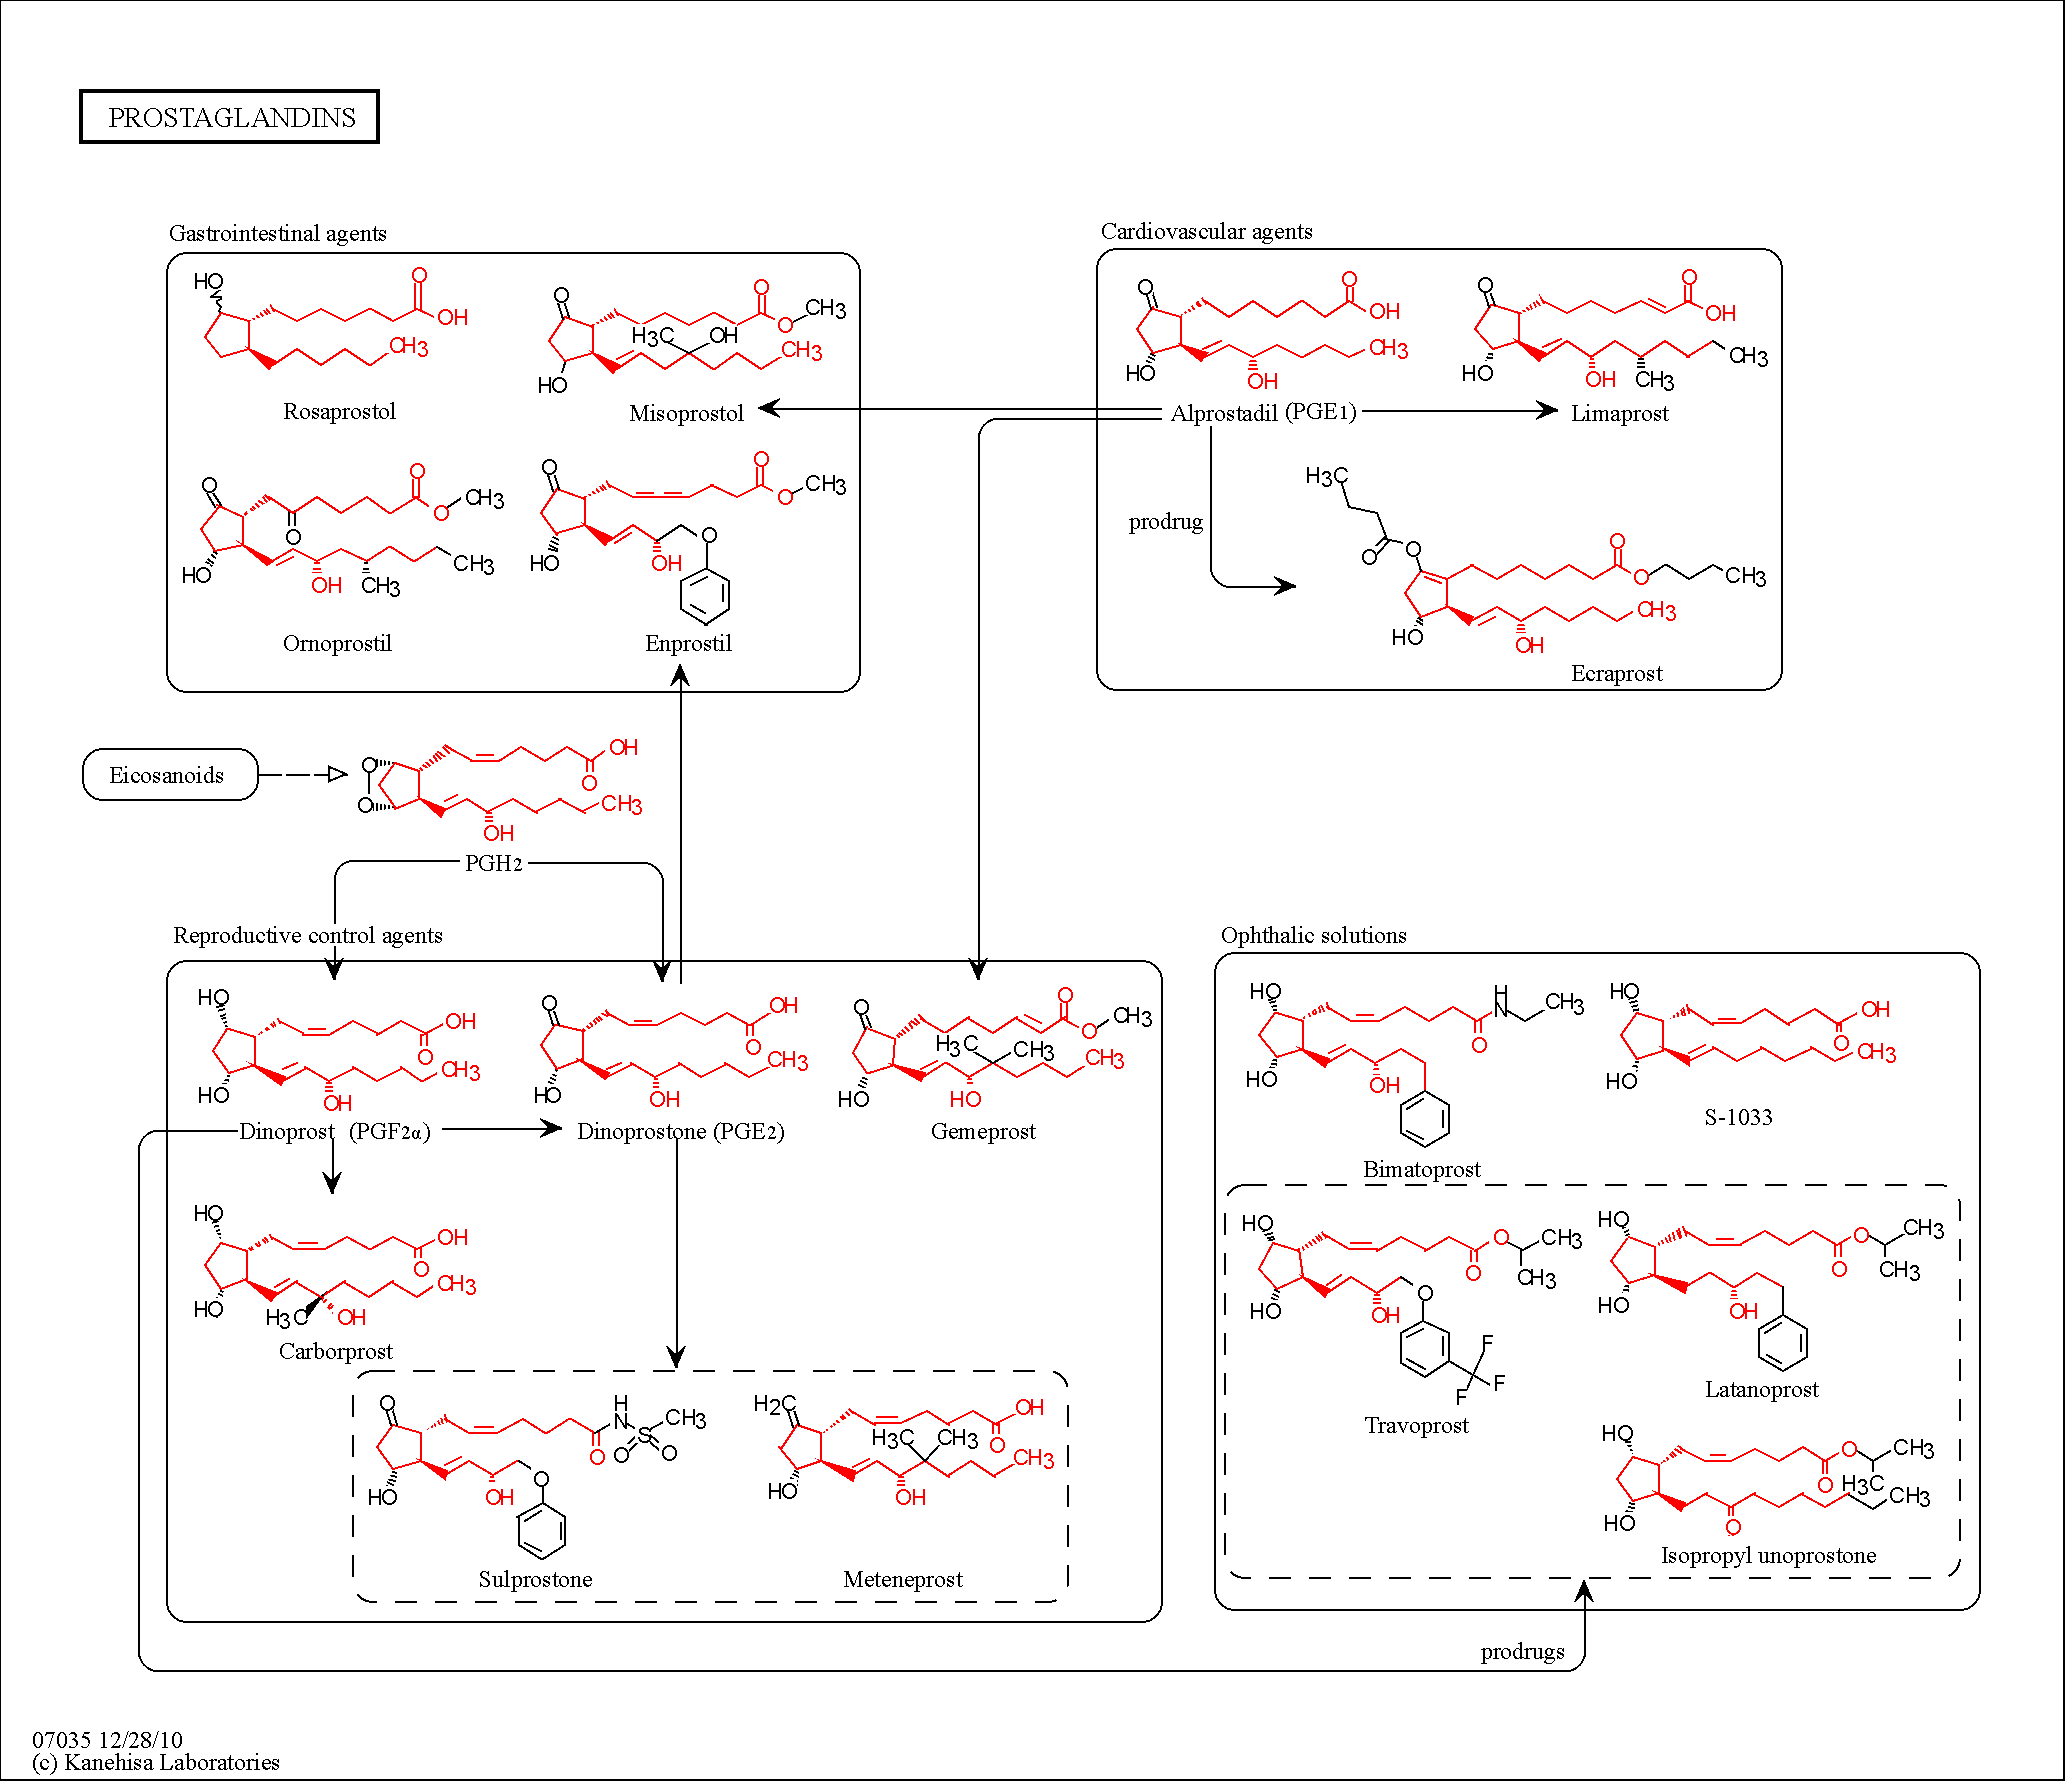 PROSTAGLANDINS
Gastrointestinal agents
HO
O
OH
CH3
Rosaprostol
O
O
O
CH3
H3C
OH
CH3
HO
Misoprostol
O
O
O
CH3
O
HO
OH
CH3
CH3
Ornoprostil
O
O
O
CH3
HO
OH
O
Enprostil
Cardiovascular agents
O
O
OH
CH3
HO
OH
Alprostadil (PGE1)
O
O
OH
HO
OH
CH3
CH3
Limaprost
prodrug
H3C
O
O
O
O
CH3
CH3
HO
OH
Ecraprost
Eicosanoids
O
O
OH
O
CH3
OH
PGH2
Reproductive control agents
HO
OH
O
CH3
HO
OH
Dinoprost (PGF2α)
O
OH
O
CH3
HO
OH
Dinoprostone (PGE2)
O
O
O
CH3
H3C
CH3
CH3
HO
OH
Gemeprost
HO
OH
O
CH3
HO
H3C
OH
Carborprost
O
H
N
S
CH3
O
O
O
HO
OH
O
Sulprostone
H2C
OH
O
H3C
CH3
CH3
HO
OH
Meteneprost
Ophthalic solutions
HO
H
N
CH3
O
HO
OH
Bimatoprost
HO
OH
O
CH3
HO
S-1033
HO
O
CH3
O
CH3
HO
OH
O
F
F
F
Travoprost
HO
O
CH3
O
CH3
HO
OH
Latanoprost
HO
O
CH3
O
H3C
CH3
HO
O
Isopropyl unoprostone
prodrugs
07035 12/28/10
(c) Kanehisa Laboratories